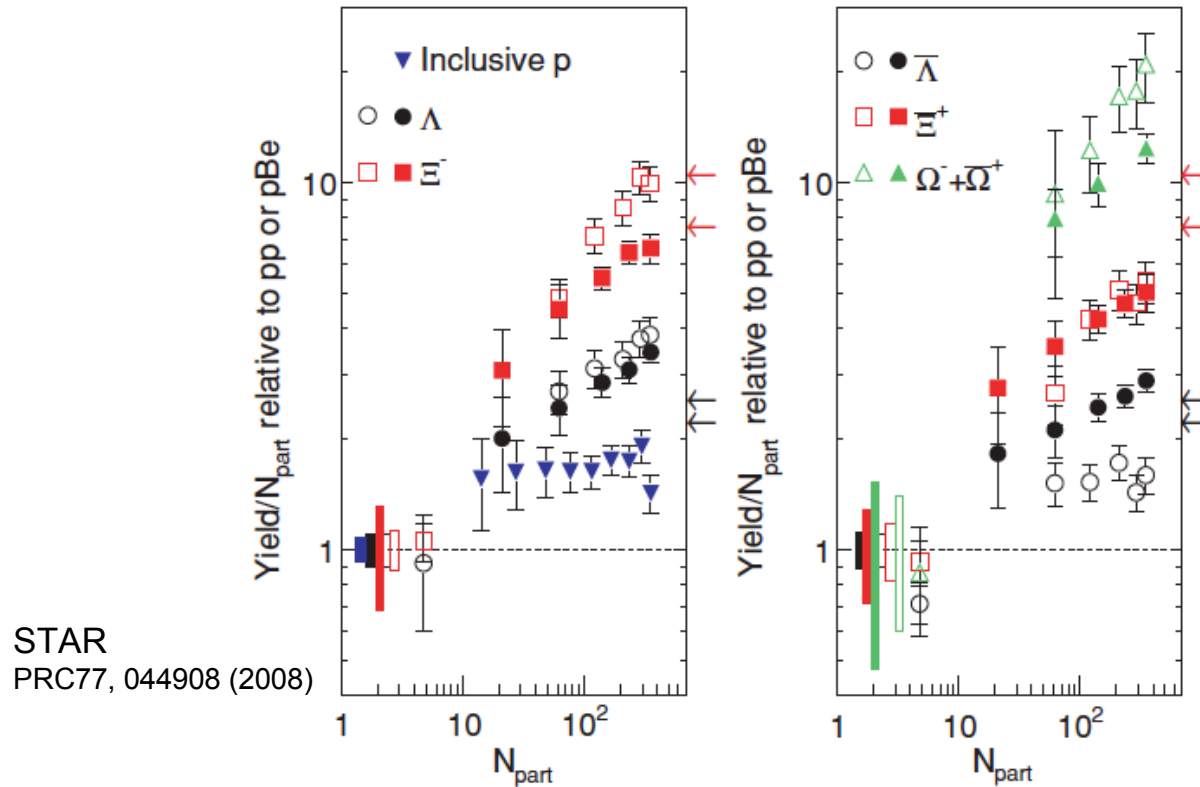 Yield/N_part relative to pp or pBe
10
1
Inclusive p
Λ
Ξ⁻
1
10
10²
N_part
Yield/N_part relative to pp or pBe
10
1
Λ̅
Ξ̅⁺
Ω⁻+Ω̅⁺
1
10
10²
N_part
STAR
PRC77, 044908 (2008)